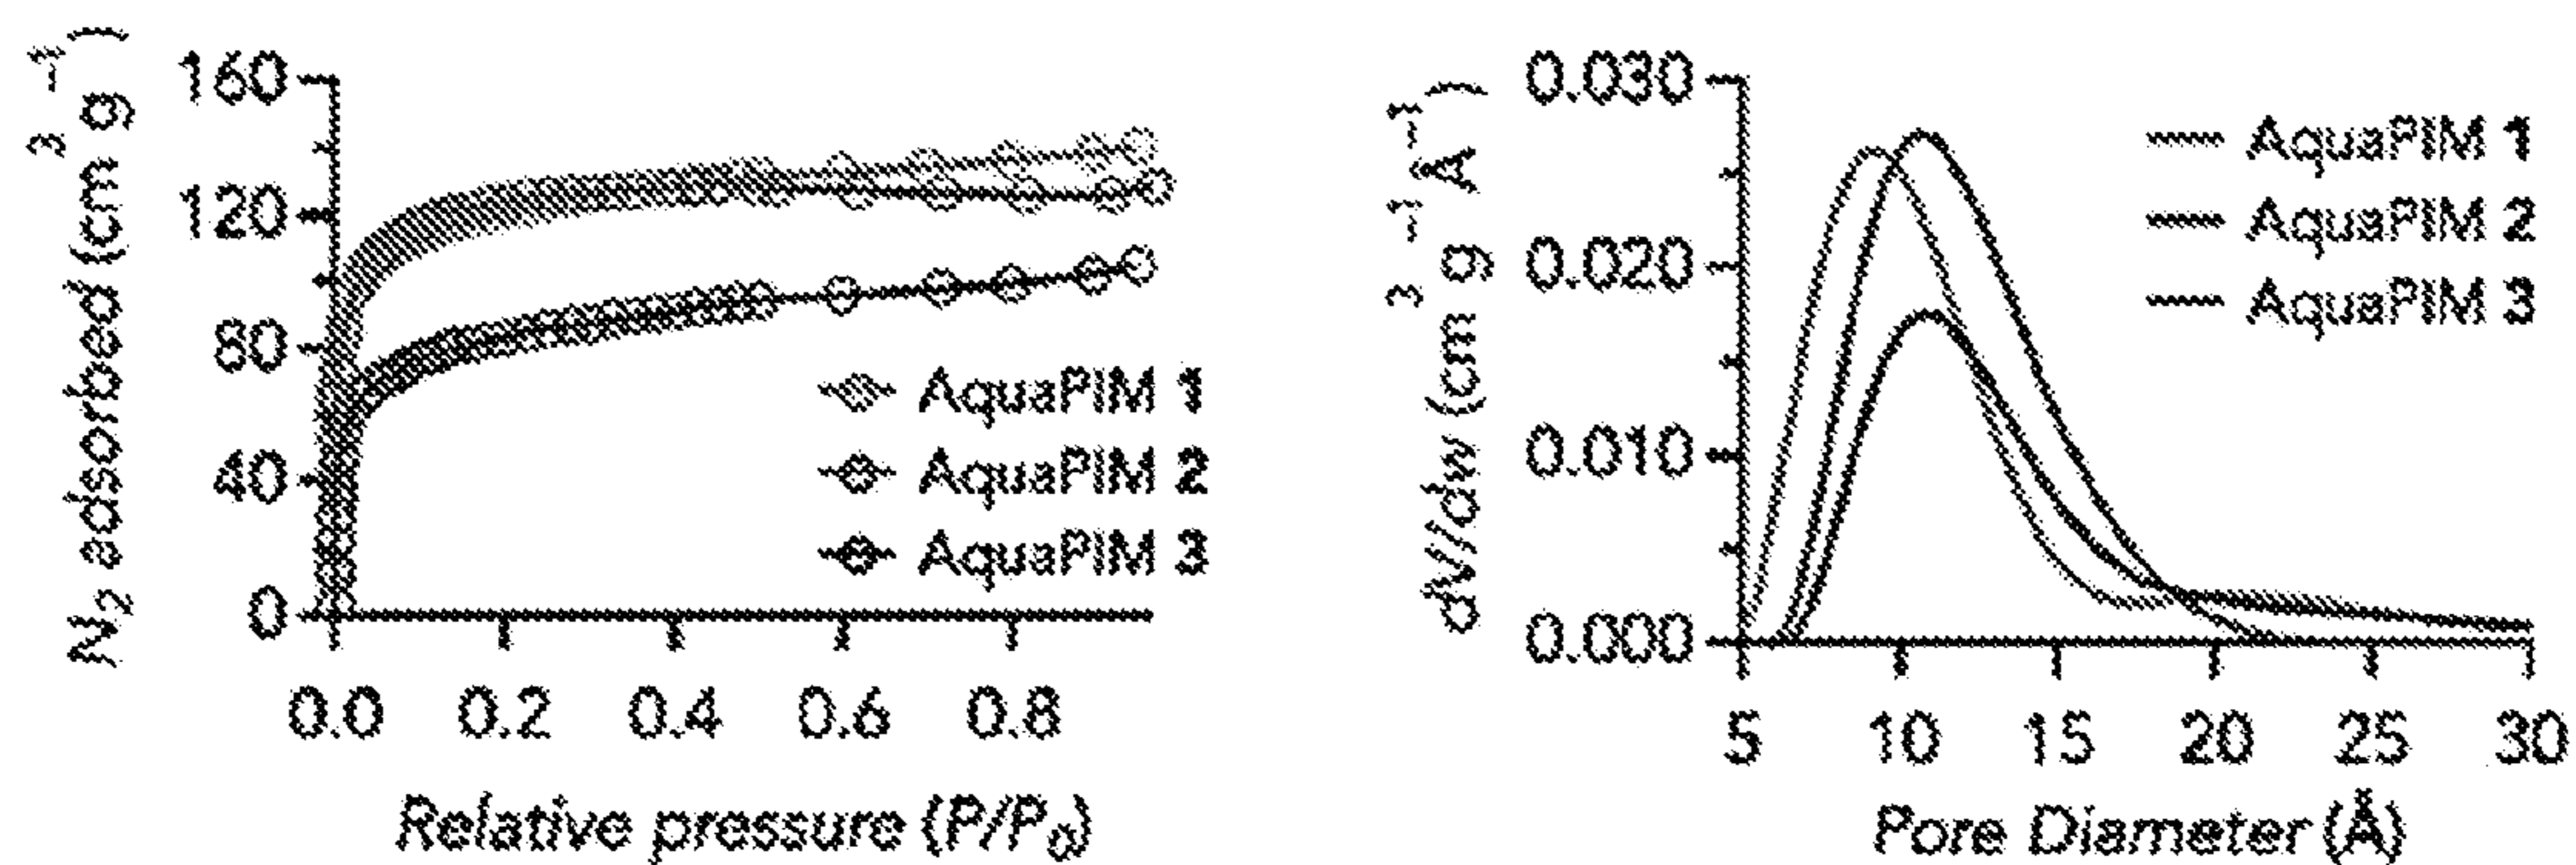 N2 adsorbed (cm3 g-1)
160
120
80
40
0
0.0 0.2 0.4 0.6 0.8
Relative pressure (P/P0)
AquaPIM 1
AquaPIM 2
AquaPIM 3
dV/dw (cm3 g-1 Å-1)
0.030
0.020
0.010
0.000
5 10 15 20 25 30
Pore Diameter (Å)
AquaPIM 1
AquaPIM 2
AquaPIM 3